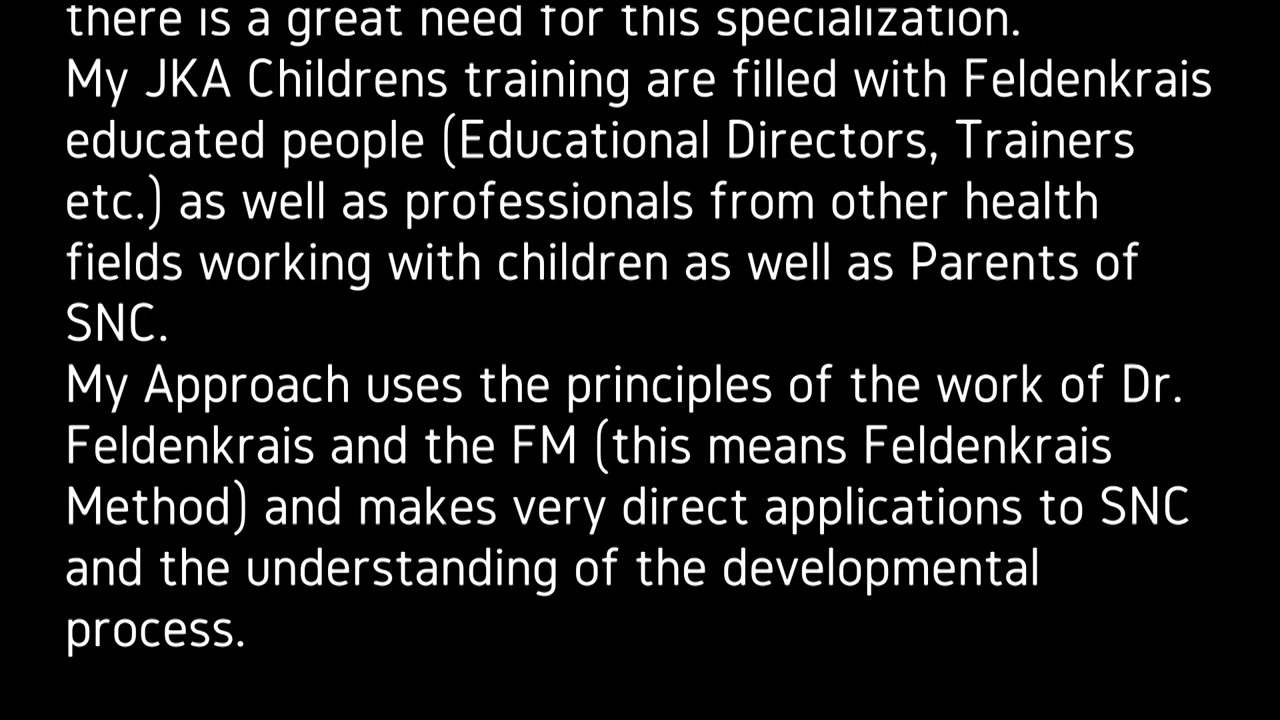 there is a great need for this specialization.
My JKA Childrens training are filled with Feldenkrais
educated people (Educational Directors, Trainers
etc.) as well as professionals from other health
fields working with children as well as Parents of
SNC.
My Approach uses the principles of the work of Dr.
Feldenkrais and the FM (this means Feldenkrais
Method) and makes very direct applications to SNC
and the understanding of the developmental
process.